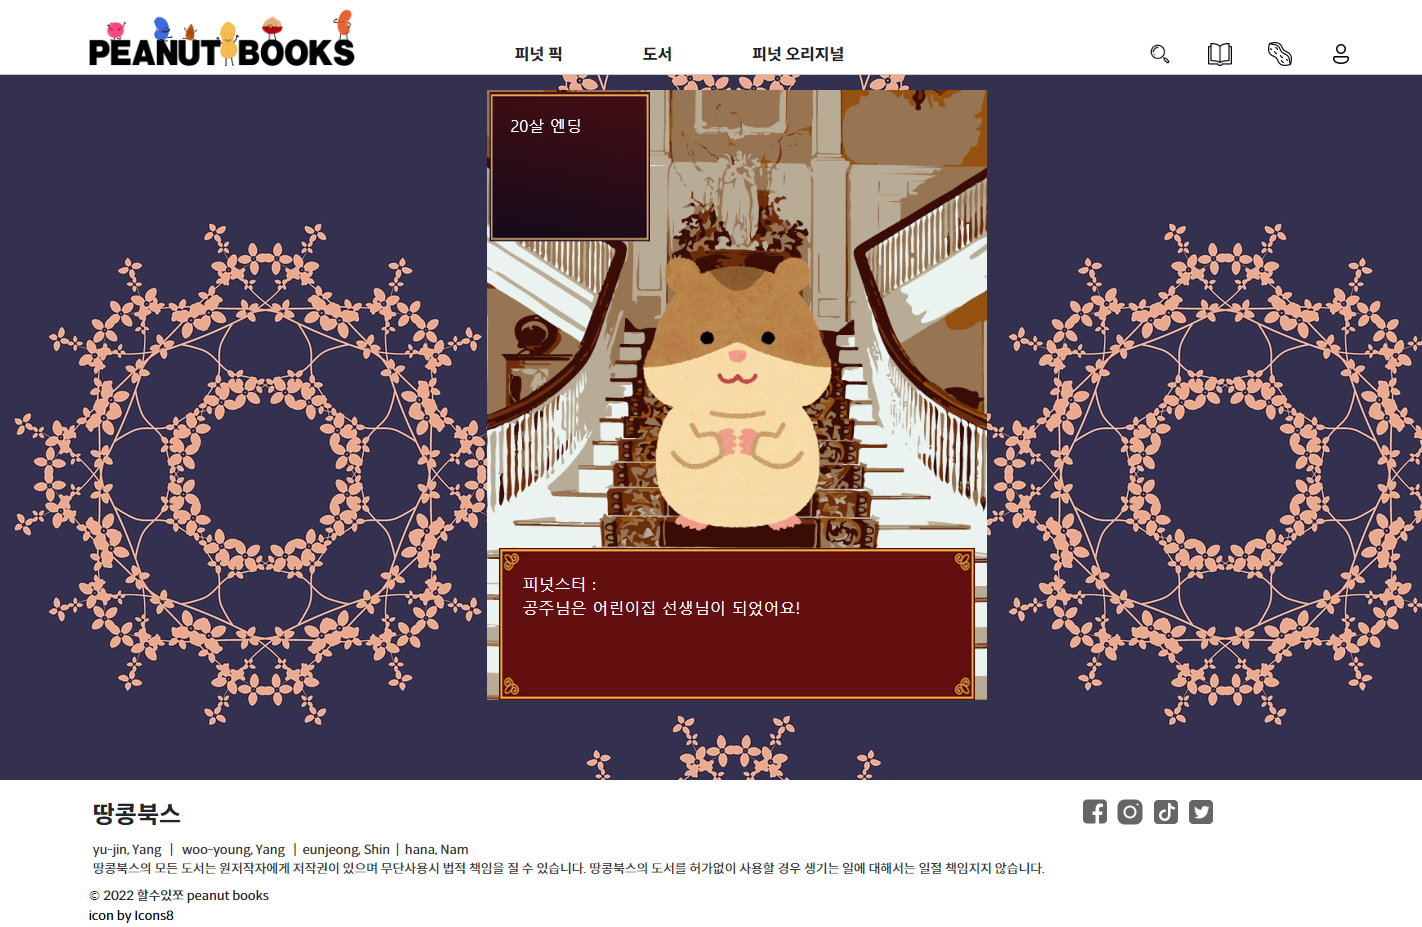 PEANUT BOOKS
피넛 픽 도서 피넛 오리지널
20살 엔딩
피넛스터 :
공주님은 어린이집 선생님이 되었어요!
땅콩북스
yu-jin, Yang | woo-young, Yang | eunjeong, Shin | hana, Nam
땅콩북스의 모든 도서는 원저작자에게 저작권이 있으며 무단사용시 법적 책임을 질 수 있습니다. 땅콩북스의 도서를 허가없이 사용할 경우 생기는 일에 대해서는 일절 책임지지 않습니다.
© 2022 할수있쪼 peanut books
icon by Icons8